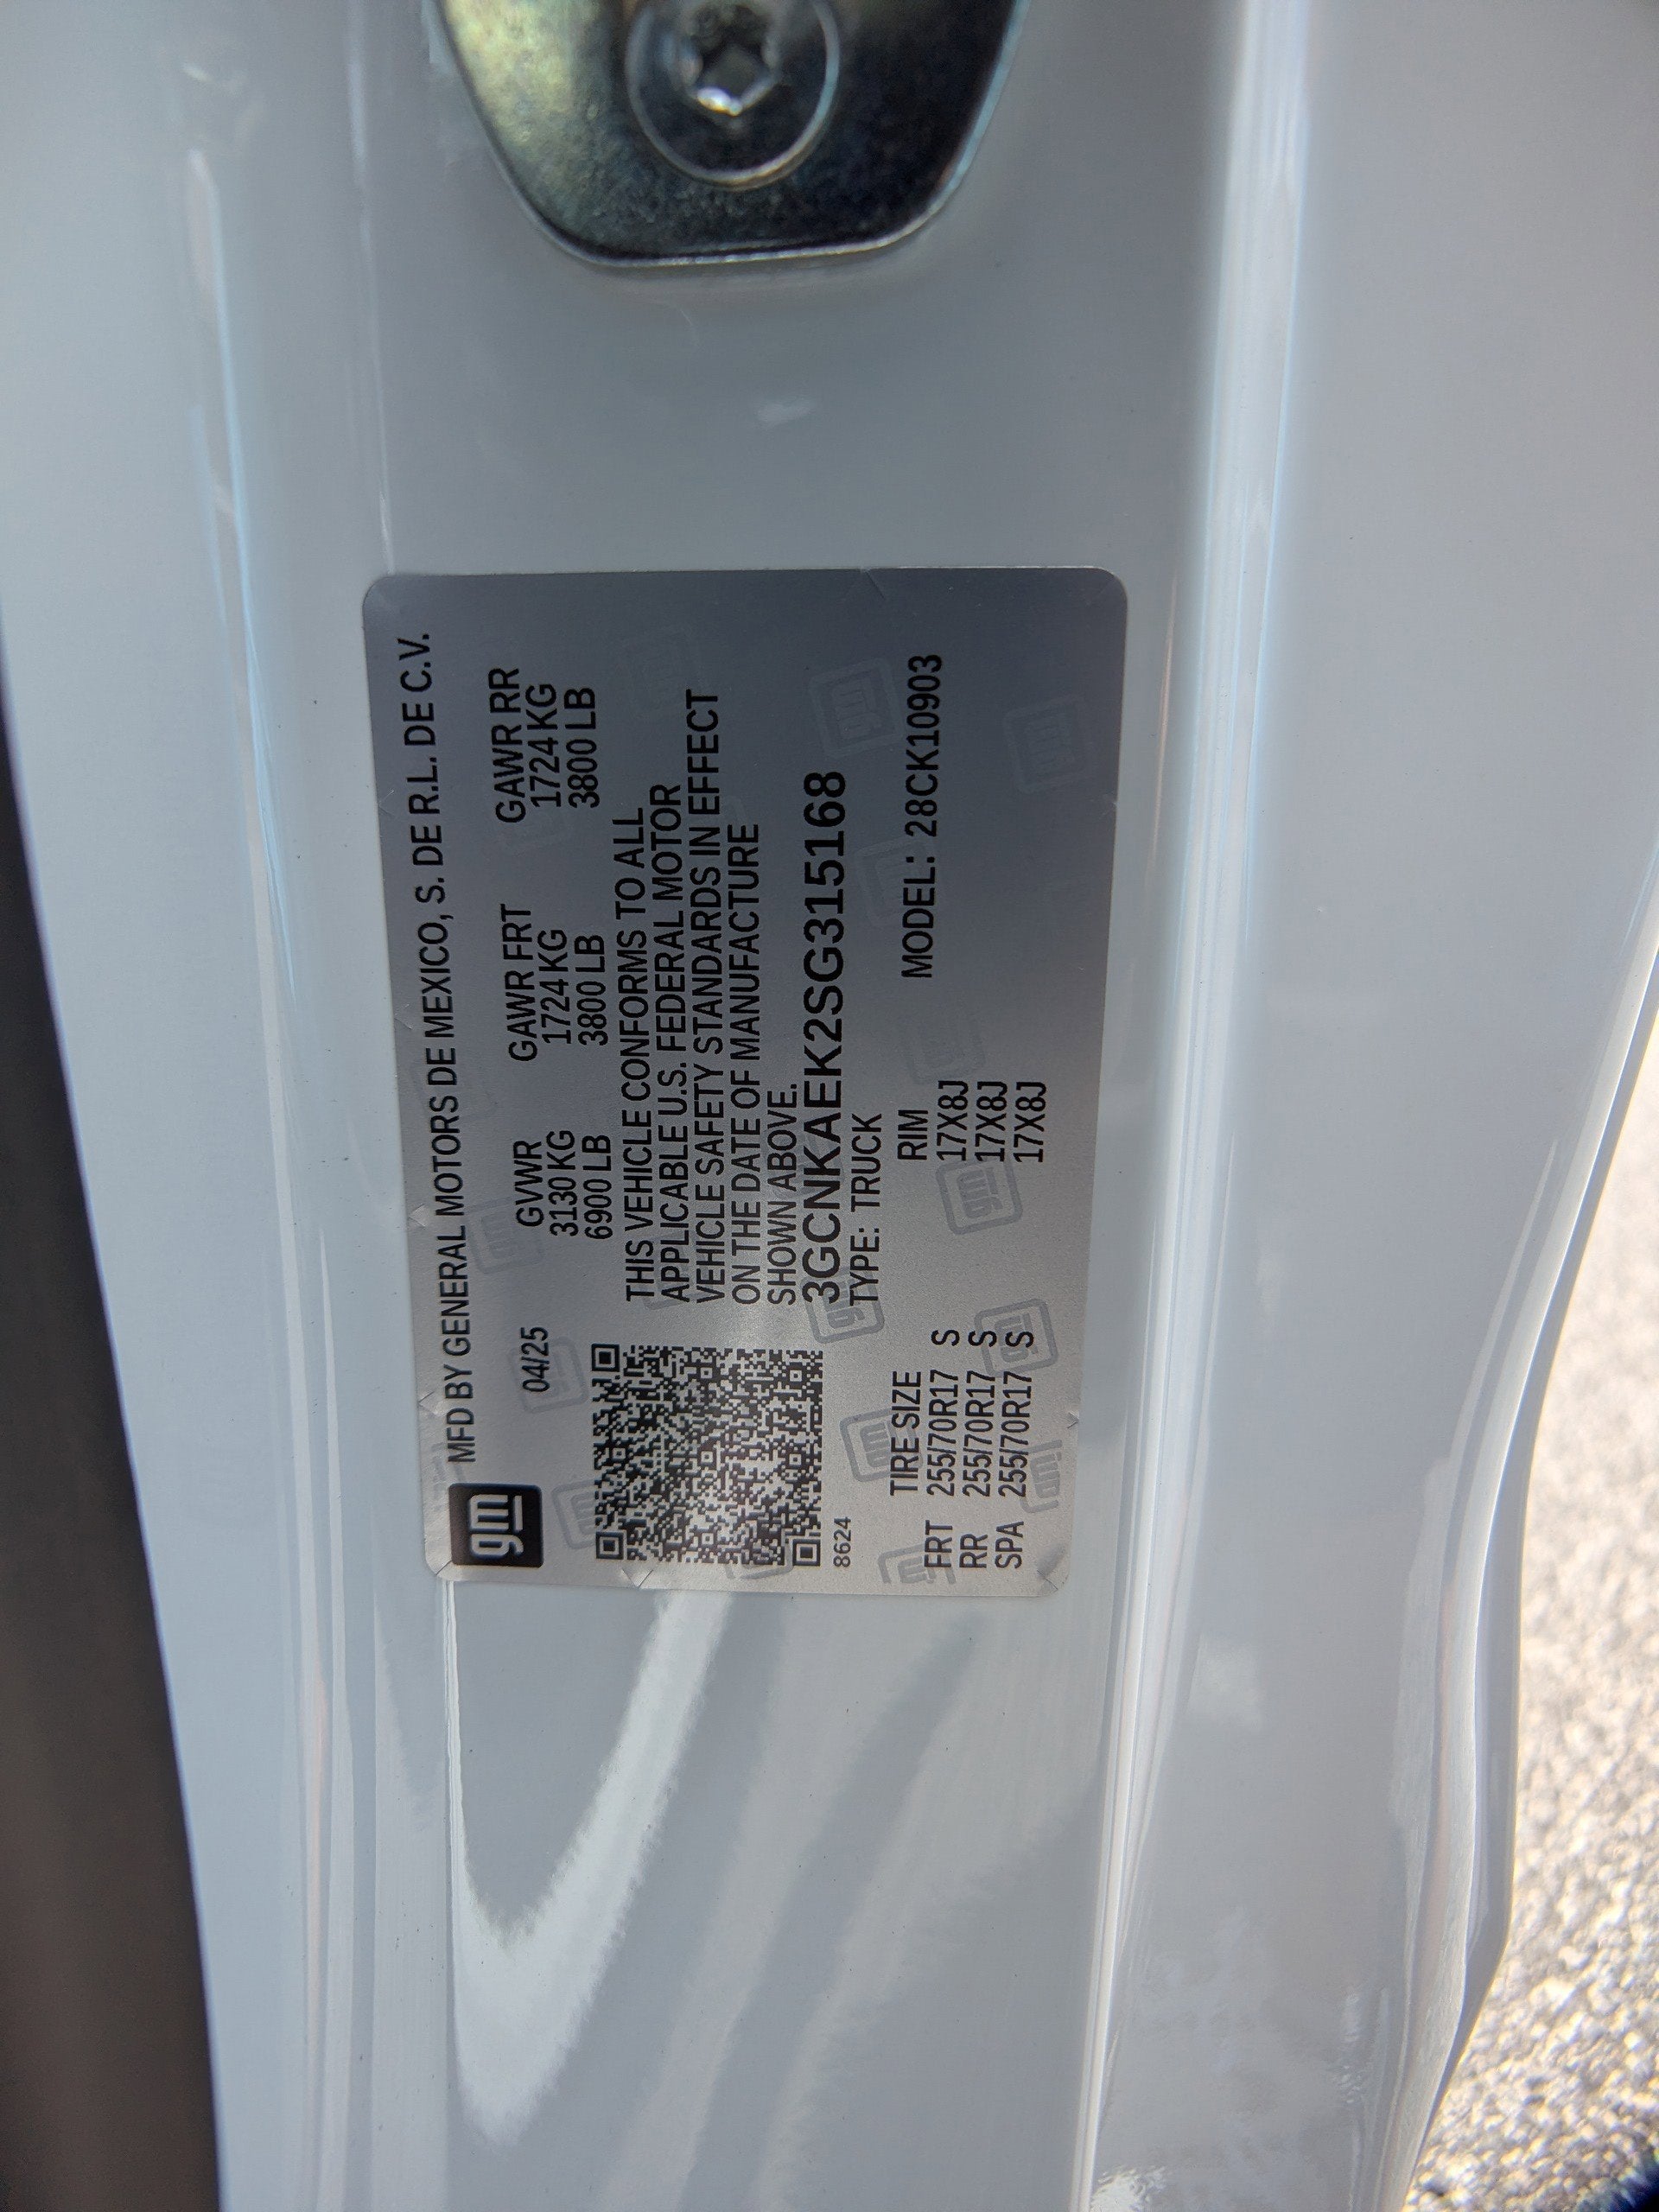 gm MFD BY GENERAL MOTORS DE MEXICO, S. DE R.L. DE C.V.
04/25 GVWR GAWR FRT GAWR RR
3130 KG 1724 KG 1724 KG
6900 LB 3800 LB 3800 LB
THIS VEHICLE CONFORMS TO ALL
APPLICABLE U.S. FEDERAL MOTOR
VEHICLE SAFETY STANDARDS IN EFFECT
ON THE DATE OF MANUFACTURE
SHOWN ABOVE.
3GCNKAEK2SG315168
8624 TYPE: TRUCK
TIRE SIZE RIM MODEL: 28CK10903
FRT 255/70R17 S 17X8J
RR 255/70R17 S 17X8J
SPA 255/70R17 S 17X8J